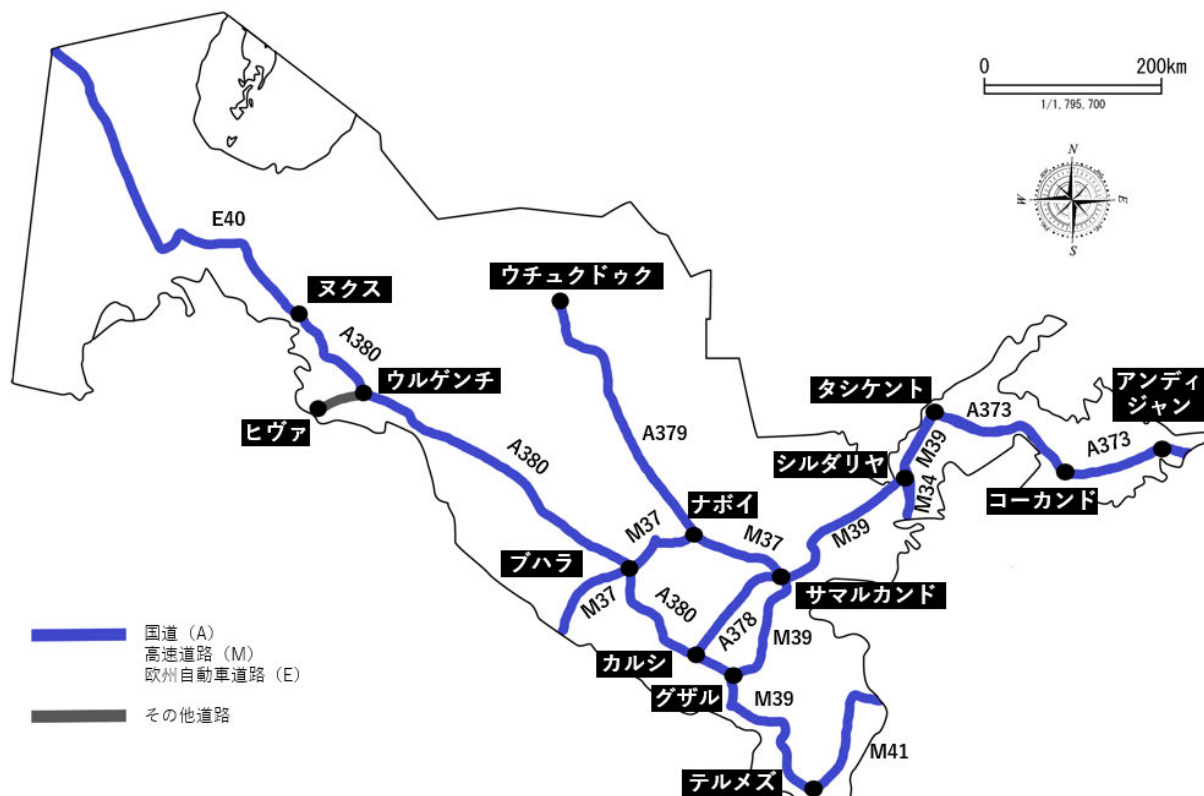 0 200km
1/1,795,700
N
W E
S
E40
ヌクス
ウチュクドゥク
A380
ウルゲンチ
ヒヴァ
タシケント
アンディ
ジャン
A373
A373
A379
M39
シルダリヤ
M34
コーカンド
A380
ナボイ
M37
M37
M39
ブハラ
サマルカンド
M37
A380
A378
M39
カルシ
グザル
M39
M41
テルメズ
国道（A）
高速道路（M）
欧州自動車道路（E）
その他道路